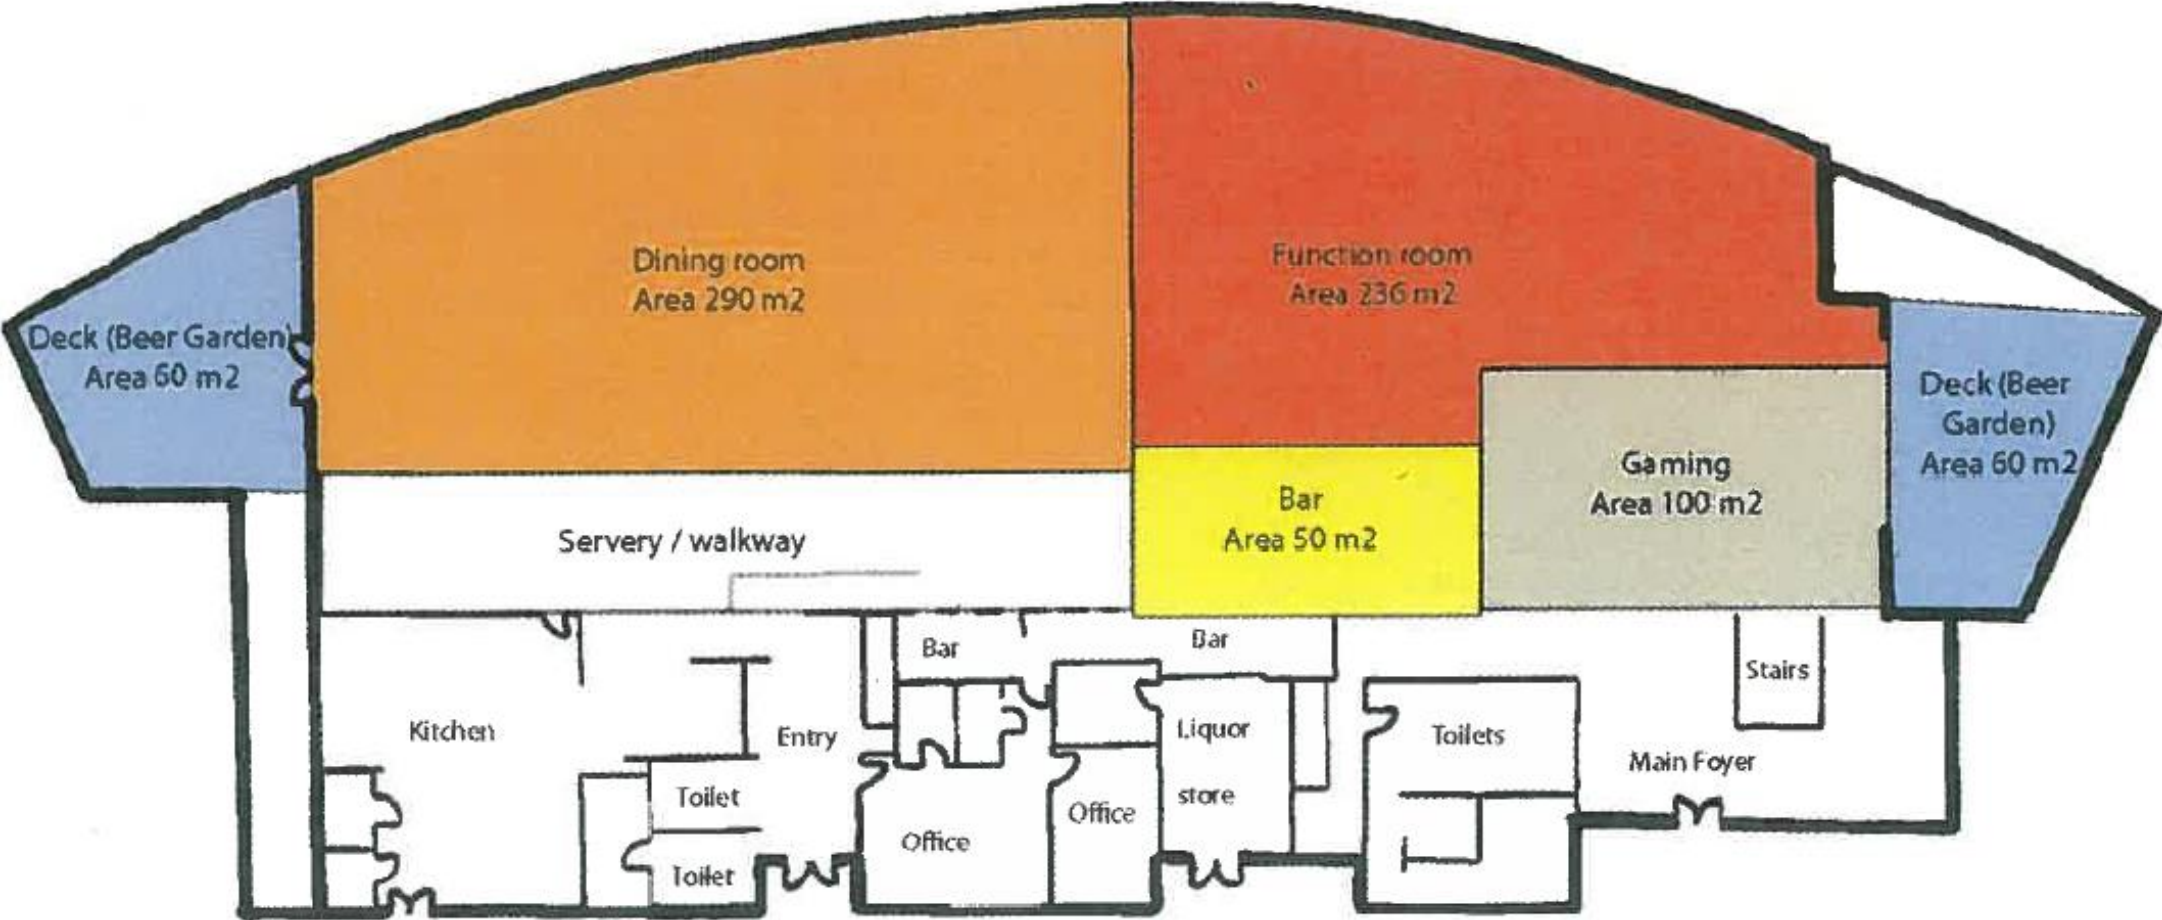 Dining room
Area 290 m2
Function room
Area 236 m2
Deck (Beer Garden)
Area 60 m2
Deck (Beer
Garden)
Area 60 m2
Gaming
Area 100 m2
Bar
Area 50 m2
Servery / walkway
Bar
Bar
Stairs
Kitchen
Entry
Liquor
store
Toilets
Main Foyer
Toilet
Office
Office
Toilet